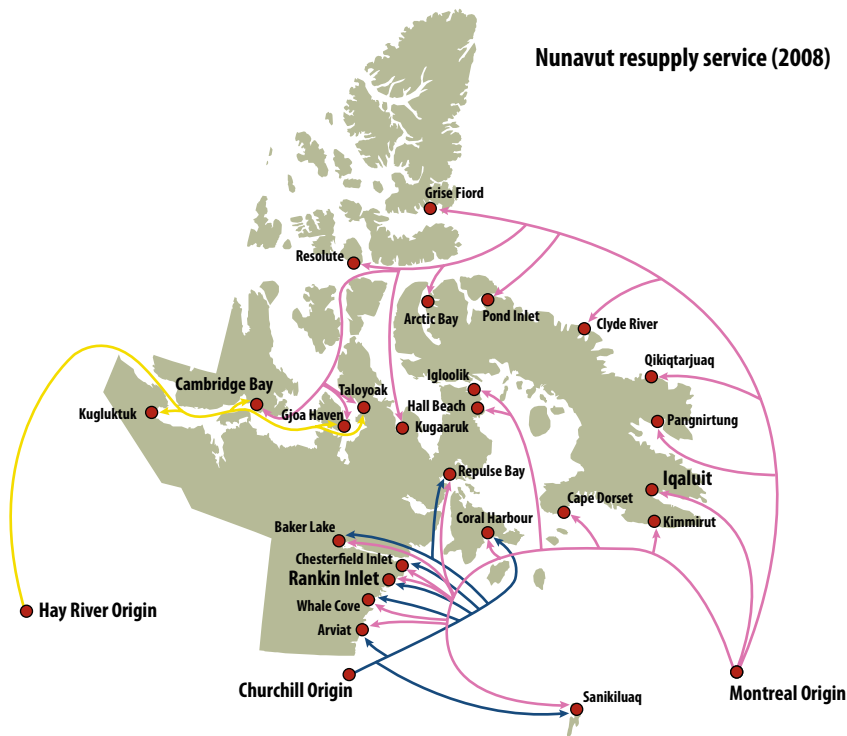 Nunavut resupply service (2008)
Grise Fiord
Resolute
Arctic Bay
Pond Inlet
Clyde River
Qikiqtarjuaq
Igloolik
Cambridge Bay
Taloyoak
Hall Beach
Kugluktuk
Gjoa Haven
Kugaaruk
Pangnirtung
Repulse Bay
Iqaluit
Cape Dorset
Coral Harbour
Kimmirut
Baker Lake
Chesterfield Inlet
Rankin Inlet
Whale Cove
Hay River Origin
Arviat
Churchill Origin
Sanikiluaq
Montreal Origin